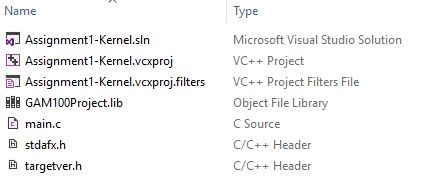 Name Type
Assignment1-Kernel.sln Microsoft Visual Studio Solution
Assignment1-Kernel.vcxproj VC++ Project
Assignment1-Kernel.vcxproj.filters VC++ Project Filters File
GAM100Project.lib Object File Library
main.c C Source
stdafx.h C/C++ Header
targetver.h C/C++ Header